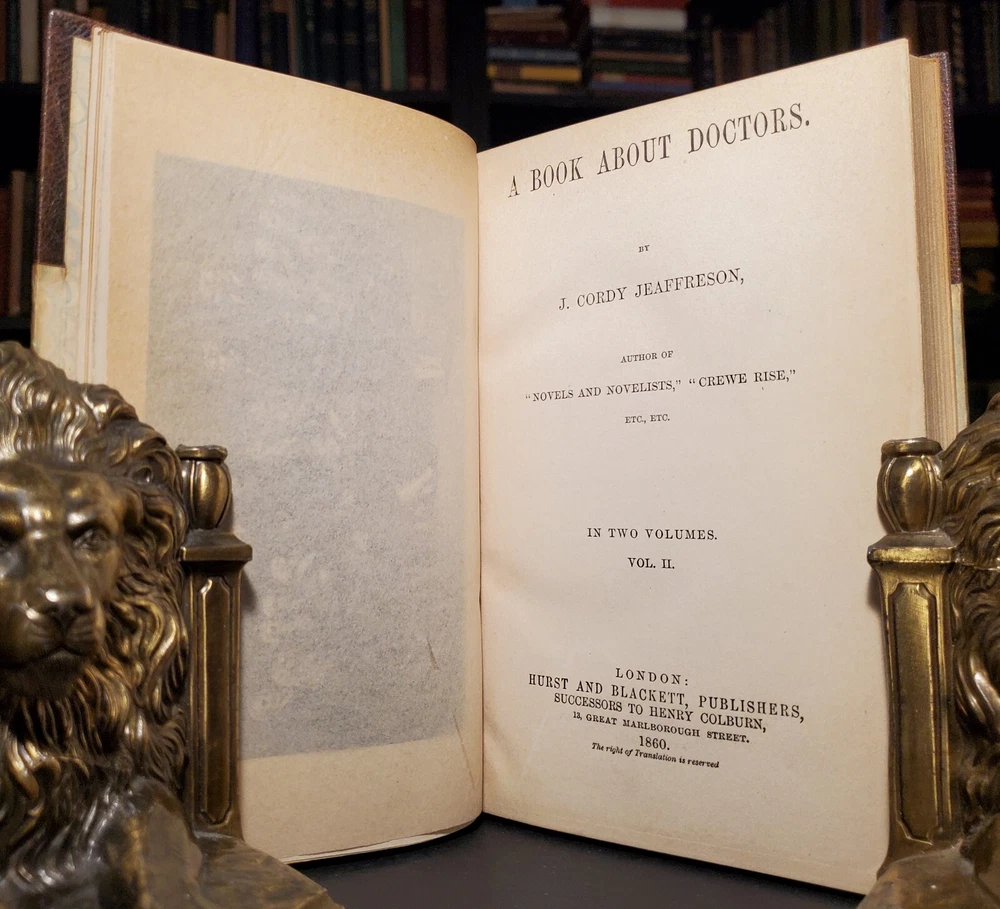 A BOOK ABOUT DOCTORS.
BY
J. CORDY JEAFFRESON,
AUTHOR OF
"NOVELS AND NOVELISTS," "CREWE RISE,"
ETC., ETC.
IN TWO VOLUMES.
VOL. II.
LONDON:
HURST AND BLACKETT, PUBLISHERS,
SUCCESSORS TO HENRY COLBURN,
13, GREAT MARLBOROUGH STREET.
1860.
The right of Translation is reserved